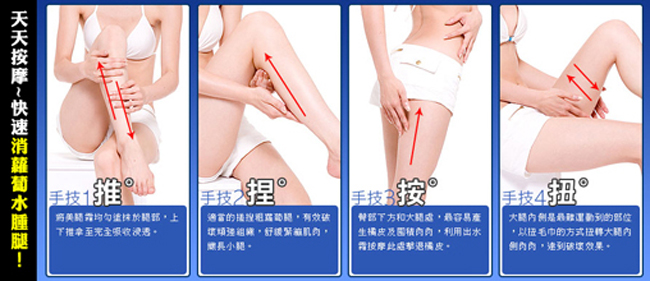 天天按摩~快速消蘿蔔水腫腿!
手技1推°
將美腿霜均勻塗抹於腿部,上
下推拿至完全吸收浸透。
手技2捏°
適當的搓捏粗蘿蔔腿,有效破
壞頑強組織,舒緩緊繃肌肉,
纖長小腿。
手技3按°
臀部下方和大腿處,最容易產
生橘皮及囤積肉肉,利用出水
霜按摩此處擊退橘皮。
手技4扭°
大腿內側是最難運動到的部位
,以扭毛巾的方式扭轉大腿內
側肉肉,達到破壞效果。